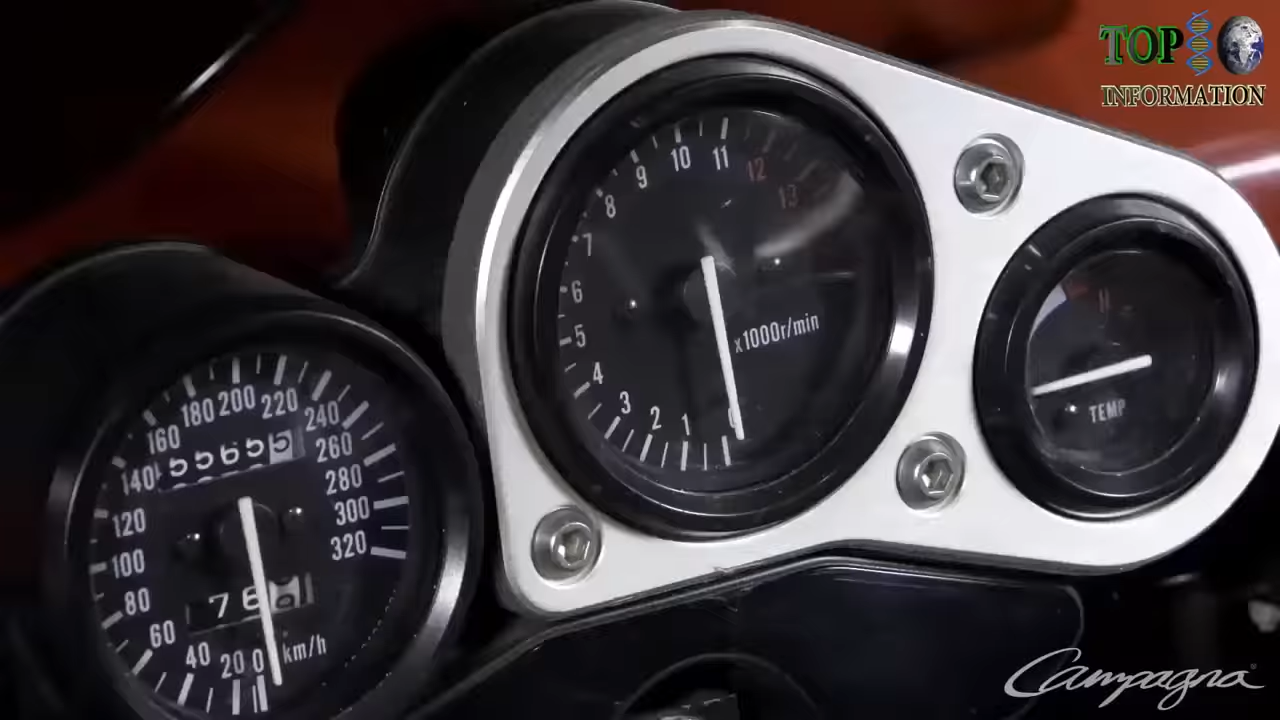 TOP
INFORMATION
10 11 12 13
9
8
7
6
5
4
3 2 1 0
x1000r/min
H
TEMP
200 220 240
180 260
160 280
140 300
120 320
100
80
60
40 20 0
km/h
Campagna